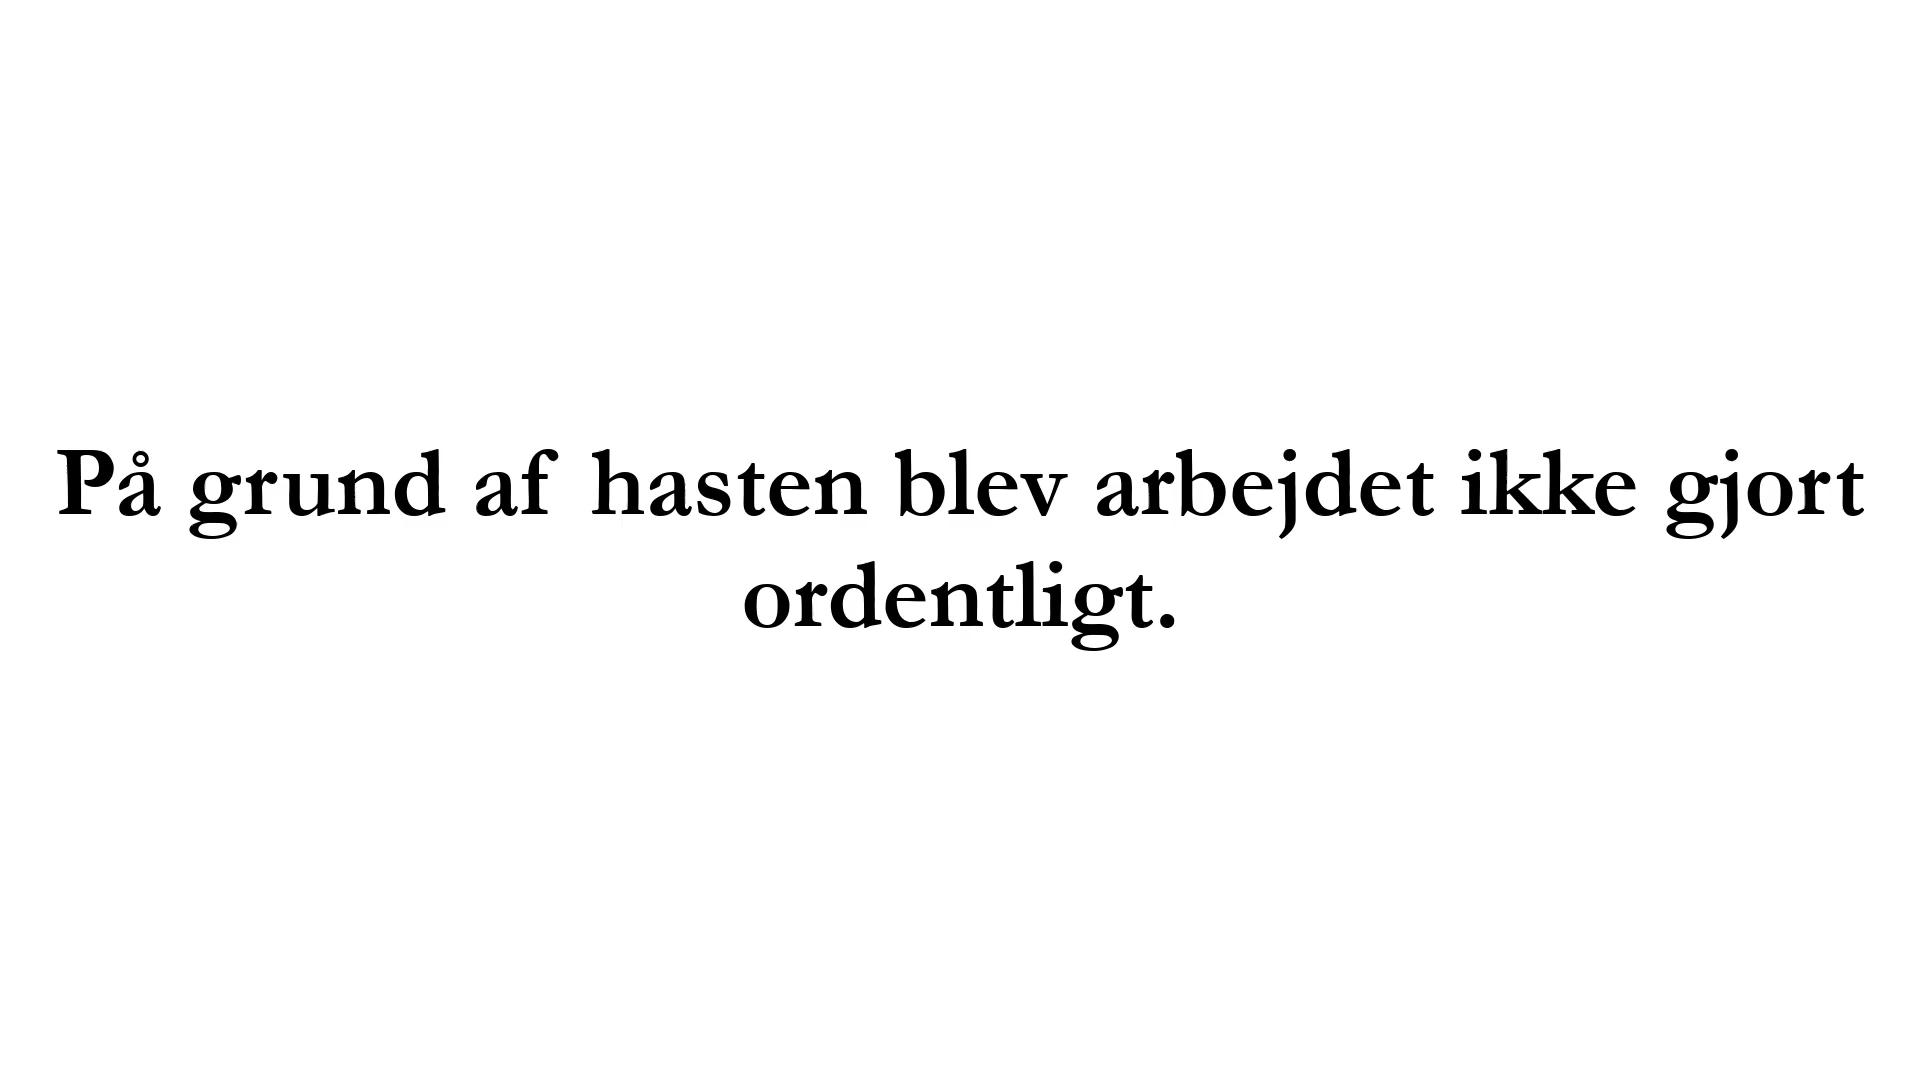 På grund af hasten blev arbejdet ikke gjort
ordentligt.